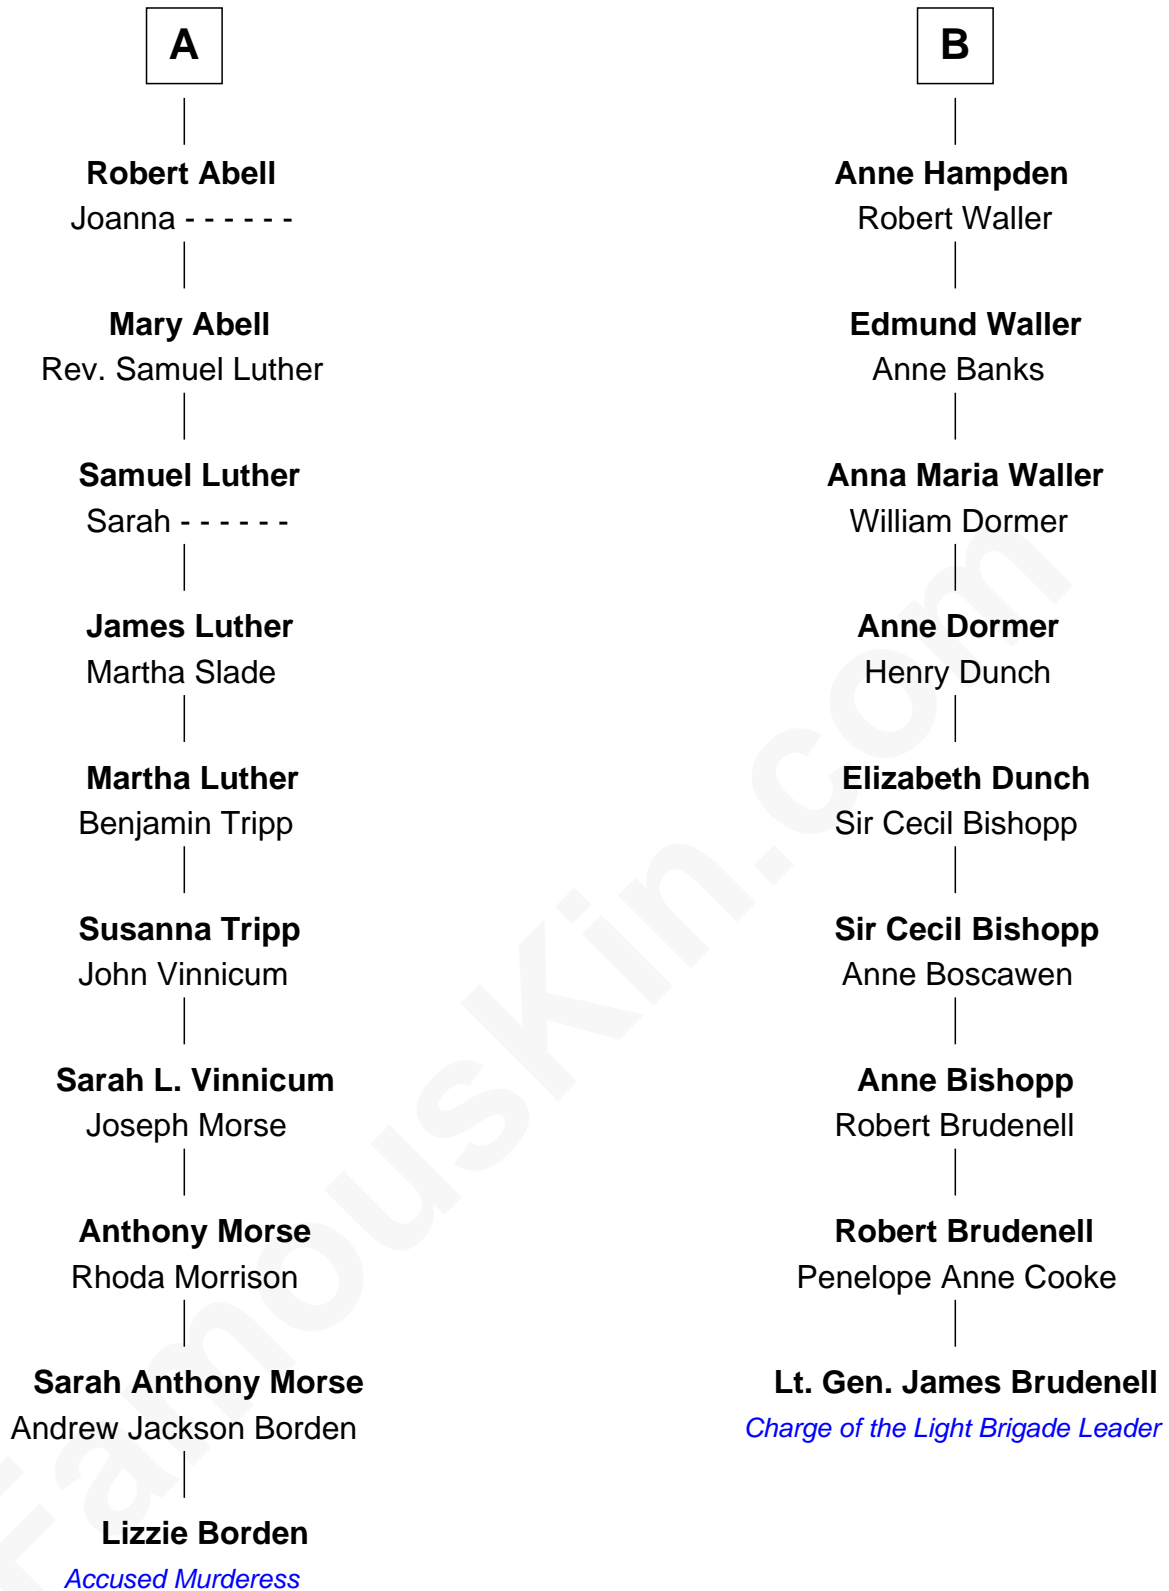 A
Robert Abell
Joanna - - - - - -
Mary Abell
Rev. Samuel Luther
Samuel Luther
Sarah - - - - - -
James Luther
Martha Slade
Martha Luther
Benjamin Tripp
Susanna Tripp
John Vinnicum
Sarah L. Vinnicum
Joseph Morse
Anthony Morse
Rhoda Morrison
Sarah Anthony Morse
Andrew Jackson Borden
Lizzie Borden
Accused Murderess
B
Anne Hampden
Robert Waller
Edmund Waller
Anne Banks
Anna Maria Waller
William Dormer
Anne Dormer
Henry Dunch
Elizabeth Dunch
Sir Cecil Bishopp
Sir Cecil Bishopp
Anne Boscawen
Anne Bishopp
Robert Brudenell
Robert Brudenell
Penelope Anne Cooke
Lt. Gen. James Brudenell
Charge of the Light Brigade Leader
FamousKin.com